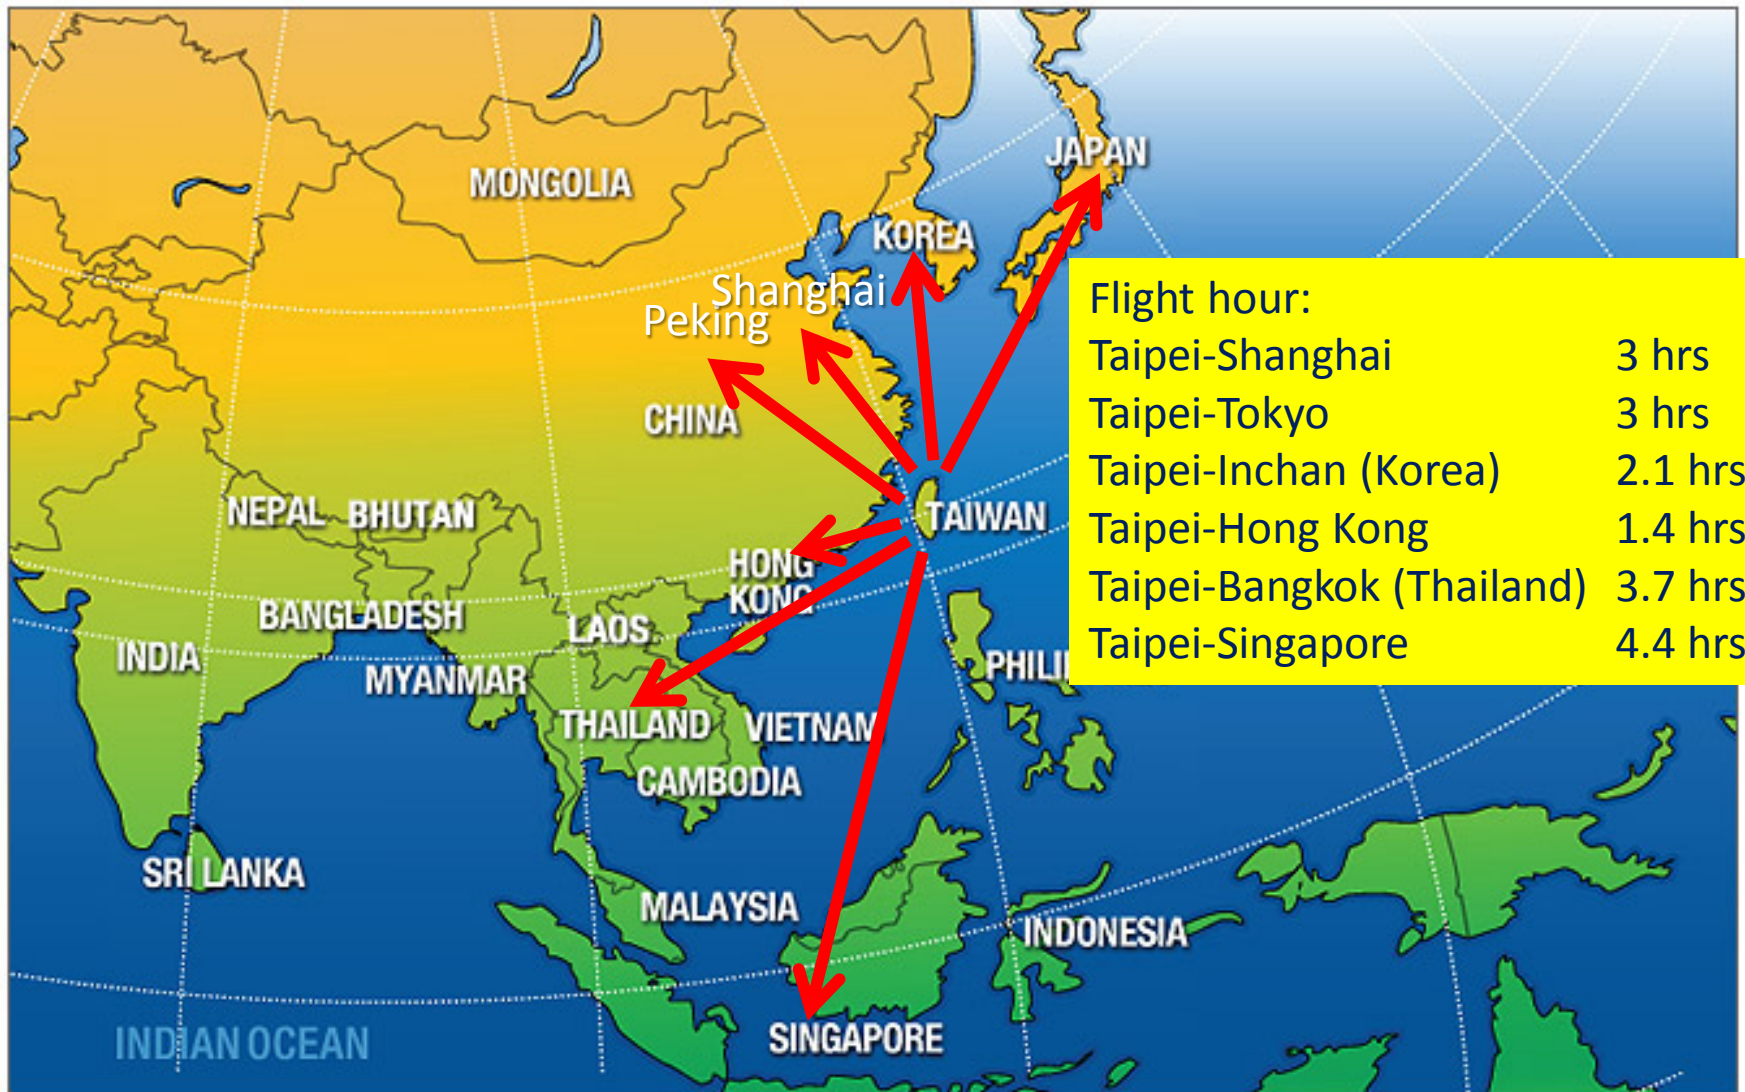 MONGOLIA
JAPAN
KOREA
Shanghai
Peking
CHINA
TAIWAN
NEPAL
BHUTAN
HONG
KONG
BANGLADESH
LAOS
INDIA
MYANMAR
PHILI
THAILAND
VIETNAM
CAMBODIA
SRI LANKA
MALAYSIA
INDONESIA
SINGAPORE
INDIAN OCEAN
Flight hour:
Taipei-Shanghai 3 hrs
Taipei-Tokyo 3 hrs
Taipei-Inchan (Korea) 2.1 hrs
Taipei-Hong Kong 1.4 hrs
Taipei-Bangkok (Thailand) 3.7 hrs
Taipei-Singapore 4.4 hrs